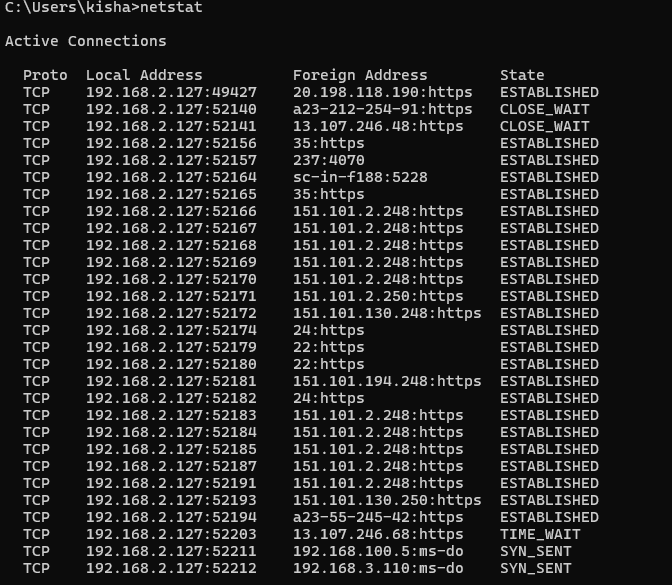 C:\Users\kisha>netstat
Active Connections
Proto Local Address Foreign Address State
TCP 192.168.2.127:49427 20.198.118.190:https ESTABLISHED
TCP 192.168.2.127:52140 a23-212-254-91:https CLOSE_WAIT
TCP 192.168.2.127:52141 13.107.246.48:https CLOSE_WAIT
TCP 192.168.2.127:52156 35:https ESTABLISHED
TCP 192.168.2.127:52157 237:4070 ESTABLISHED
TCP 192.168.2.127:52164 sc-in-f188:5228 ESTABLISHED
TCP 192.168.2.127:52165 35:https ESTABLISHED
TCP 192.168.2.127:52166 151.101.2.248:https ESTABLISHED
TCP 192.168.2.127:52167 151.101.2.248:https ESTABLISHED
TCP 192.168.2.127:52168 151.101.2.248:https ESTABLISHED
TCP 192.168.2.127:52169 151.101.2.248:https ESTABLISHED
TCP 192.168.2.127:52170 151.101.2.248:https ESTABLISHED
TCP 192.168.2.127:52171 151.101.2.250:https ESTABLISHED
TCP 192.168.2.127:52172 151.101.130.248:https ESTABLISHED
TCP 192.168.2.127:52174 24:https ESTABLISHED
TCP 192.168.2.127:52179 22:https ESTABLISHED
TCP 192.168.2.127:52180 22:https ESTABLISHED
TCP 192.168.2.127:52181 151.101.194.248:https ESTABLISHED
TCP 192.168.2.127:52182 24:https ESTABLISHED
TCP 192.168.2.127:52183 151.101.2.248:https ESTABLISHED
TCP 192.168.2.127:52184 151.101.2.248:https ESTABLISHED
TCP 192.168.2.127:52185 151.101.2.248:https ESTABLISHED
TCP 192.168.2.127:52187 151.101.2.248:https ESTABLISHED
TCP 192.168.2.127:52191 151.101.2.248:https ESTABLISHED
TCP 192.168.2.127:52193 151.101.130.250:https ESTABLISHED
TCP 192.168.2.127:52194 a23-55-245-42:https ESTABLISHED
TCP 192.168.2.127:52203 13.107.246.68:https TIME_WAIT
TCP 192.168.2.127:52211 192.168.100.5:ms-do SYN_SENT
TCP 192.168.2.127:52212 192.168.3.110:ms-do SYN_SENT